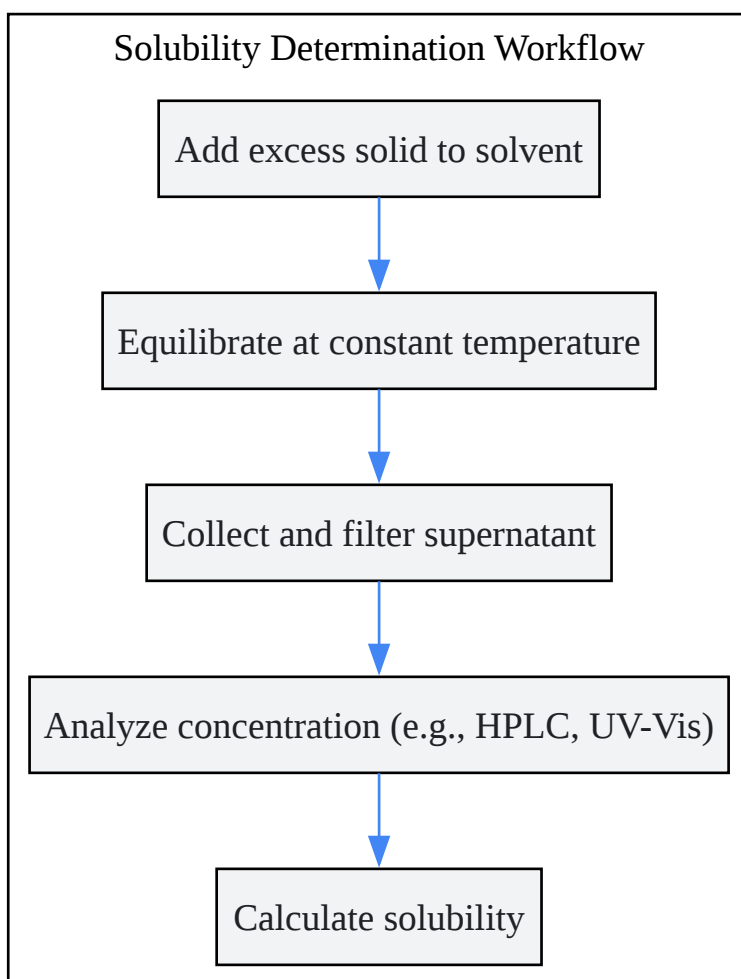 Solubility Determination Workflow
Add excess solid to solvent
Equilibrate at constant temperature
Collect and filter supernatant
Analyze concentration (e.g., HPLC, UV-Vis)
Calculate solubility